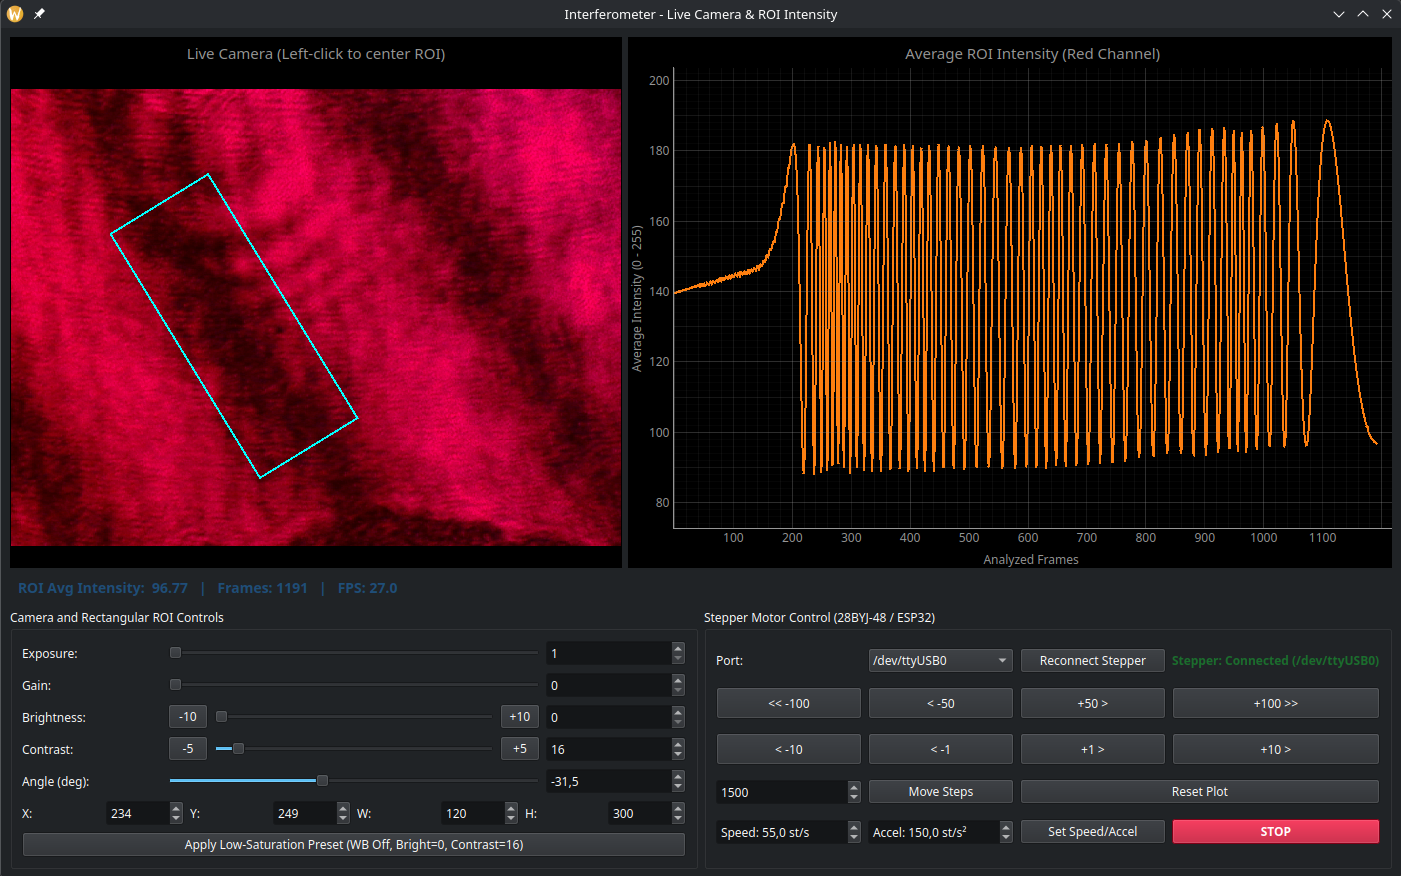 Interferometer - Live Camera & ROI Intensity
Live Camera (Left-click to center ROI)
Average ROI Intensity (Red Channel)
Average Intensity (0 - 255)
200
180
160
140
120
100
80
100 200 300 400 500 600 700 800 900 1000 1100
Analyzed Frames
ROI Avg Intensity: 96.77 | Frames: 1191 | FPS: 27.0
Camera and Rectangular ROI Controls
Exposure: 1
Gain: 0
Brightness: -10 +10 0
Contrast: -5 +5 16
Angle (deg): -31,5
X: 234 Y: 249 W: 120 H: 300
Apply Low-Saturation Preset (WB Off, Bright=0, Contrast=16)
Stepper Motor Control (28BYJ-48 / ESP32)
Port: /dev/ttyUSB0 Reconnect Stepper Stepper: Connected (/dev/ttyUSB0)
<< -100 < -50 +50 > +100 >>
< -10 < -1 +1 > +10 >
1500 Move Steps Reset Plot
Speed: 55,0 st/s Accel: 150,0 st/s² Set Speed/Accel STOP